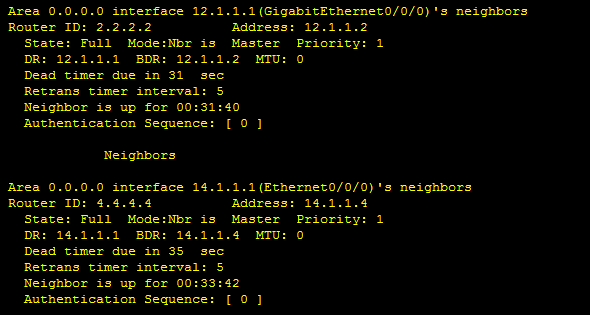 Area 0.0.0.0 interface 12.1.1.1(GigabitEthernet0/0/0)'s neighbors
Router ID: 2.2.2.2          Address: 12.1.1.2
  State: Full  Mode:Nbr is  Master  Priority: 1
  DR: 12.1.1.1  BDR: 12.1.1.2  MTU: 0
  Dead timer due in 31  sec
  Retrans timer interval: 5
  Neighbor is up for 00:31:40
  Authentication Sequence: [ 0 ]
            Neighbors
Area 0.0.0.0 interface 14.1.1.1(Ethernet0/0/0)'s neighbors
Router ID: 4.4.4.4          Address: 14.1.1.4
  State: Full  Mode:Nbr is  Master  Priority: 1
  DR: 14.1.1.1  BDR: 14.1.1.4  MTU: 0
  Dead timer due in 35  sec
  Retrans timer interval: 5
  Neighbor is up for 00:33:42
  Authentication Sequence: [ 0 ]